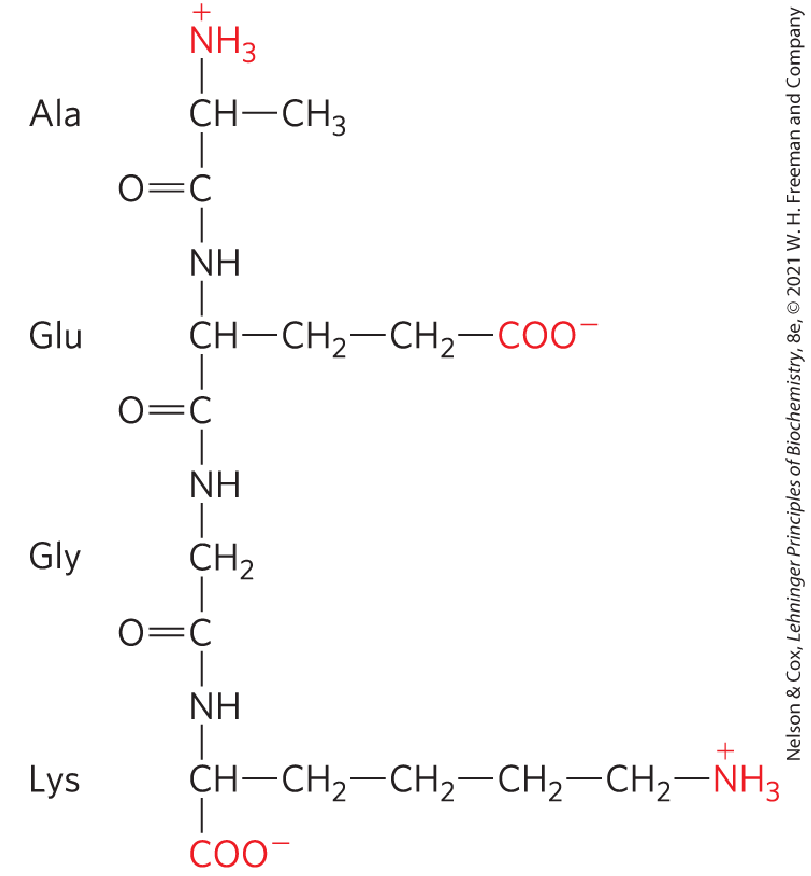 +
NH3
Ala CH—CH3
O=C
NH
Glu CH—CH2—CH2—COO−
O=C
NH
Gly CH2
O=C
NH
+
Lys CH—CH2—CH2—CH2—CH2—NH3
COO−
Nelson & Cox, Lehninger Principles of Biochemistry, 8e, © 2021 W. H. Freeman and Company